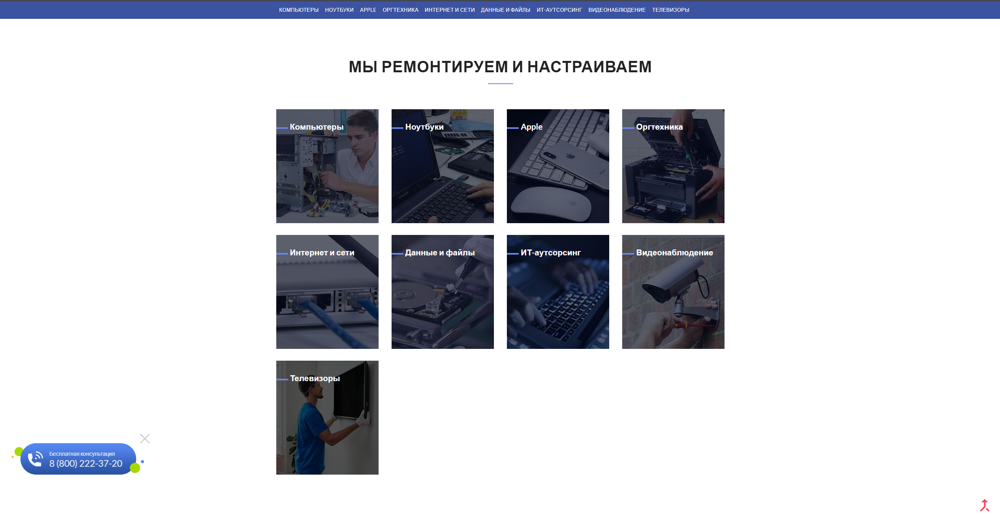 КОМПЬЮТЕРЫ НОУТБУКИ APPLE ОРГТЕХНИКА ИНТЕРНЕТ И СЕТИ ДАННЫЕ И ФАЙЛЫ ИТ-АУТСОРСИНГ ВИДЕОНАБЛЮДЕНИЕ ТЕЛЕВИЗОРЫ
МЫ РЕМОНТИРУЕМ И НАСТРАИВАЕМ
Компьютеры
Ноутбуки
Apple
Оргтехника
Интернет и сети
Данные и файлы
ИТ-аутсорсинг
Видеонаблюдение
Телевизоры
Бесплатная консультация
8 (800) 222-37-20